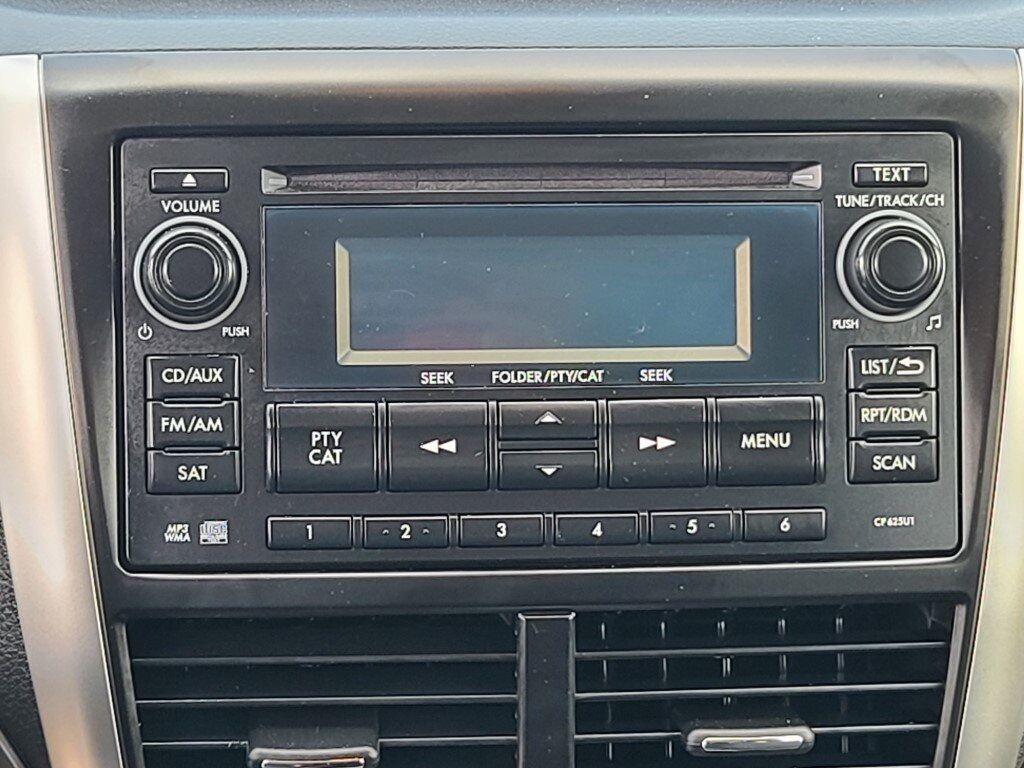 TEXT
VOLUME
TUNE/TRACK/CH
PUSH
PUSH
SEEK
FOLDER/PTY/CAT
SEEK
CD/AUX
FM/AM
SAT
PTY
CAT
MENU
LIST/
RPT/RDM
SCAN
MP3
WMA
1
2
3
4
5
6
CP625U1